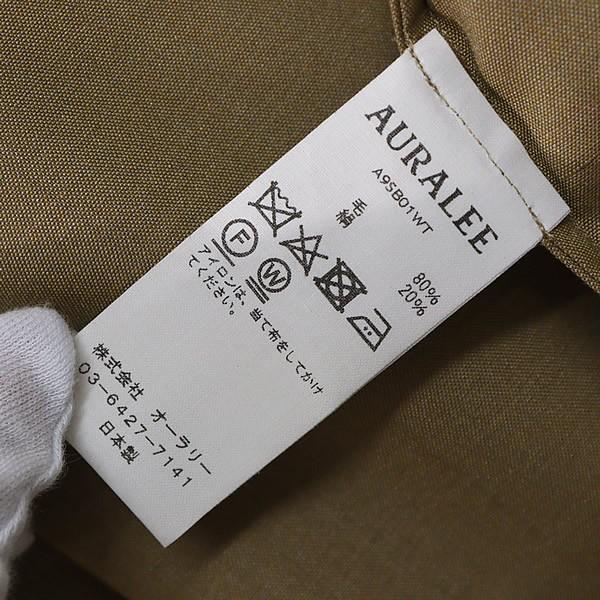 AURALEE
A9SB01WT
毛 80%
絹 20%
F
W
アイロンは、当て布をしてかけ
てください。
株式会社 オーラリー
03-6427-7141
日本製